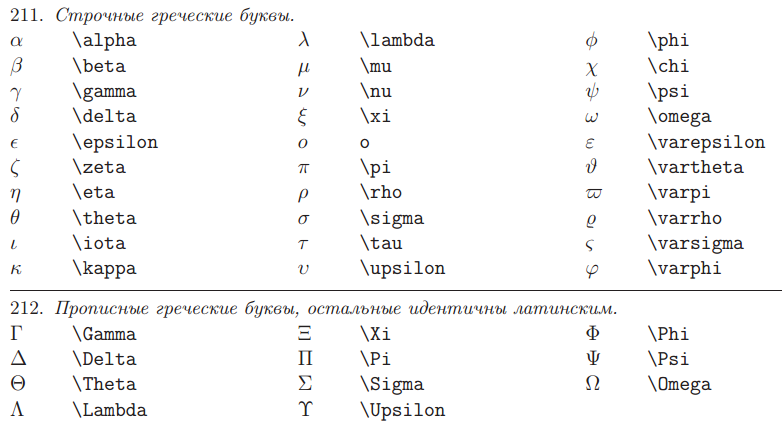 211. Строчные греческие буквы.
α \alpha λ \lambda ϕ \phi
β \beta μ \mu χ \chi
γ \gamma ν \nu ψ \psi
δ \delta ξ \xi ω \omega
ϵ \epsilon o o ε \varepsilon
ζ \zeta π \pi ϑ \vartheta
η \eta ρ \rho ϖ \varpi
θ \theta σ \sigma ϱ \varrho
ι \iota τ \tau ς \varsigma
κ \kappa υ \upsilon φ \varphi
212. Прописные греческие буквы, остальные идентичны латинским.
Γ \Gamma Ξ \Xi Φ \Phi
Δ \Delta Π \Pi Ψ \Psi
Θ \Theta Σ \Sigma Ω \Omega
Λ \Lambda ϒ \Upsilon